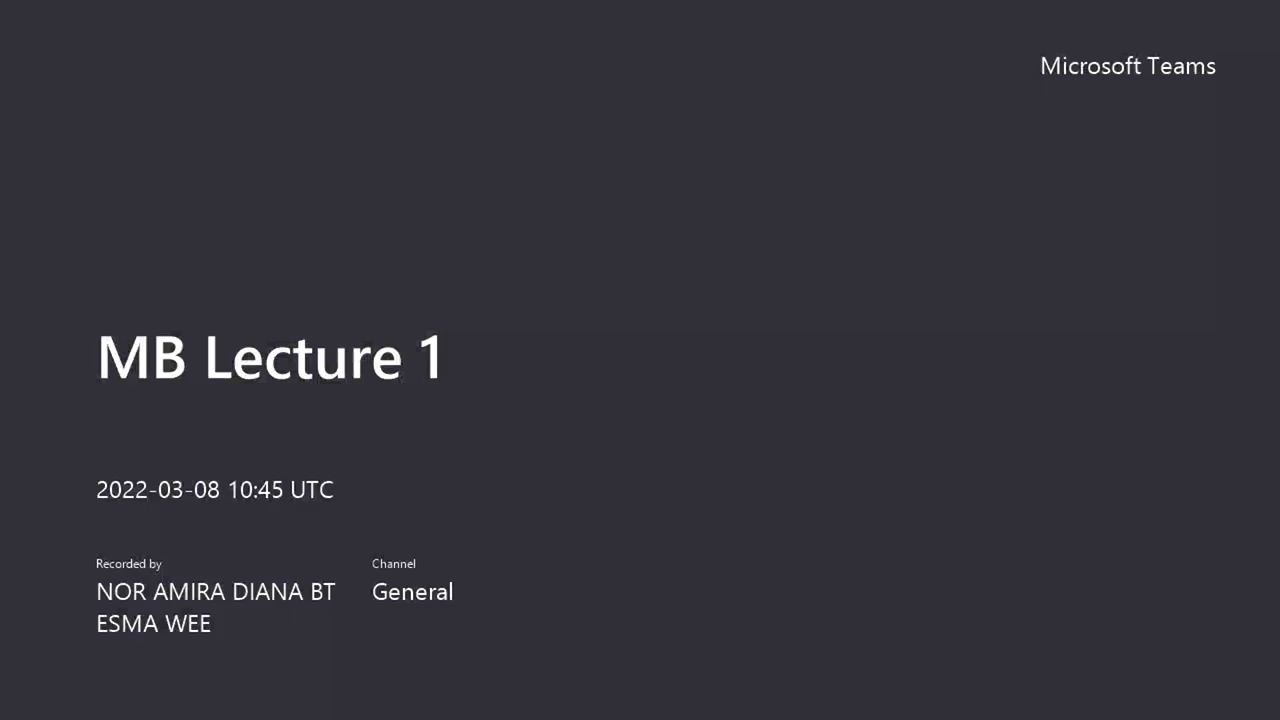 Microsoft Teams
MB Lecture 1
2022-03-08 10:45 UTC
Recorded by
NOR AMIRA DIANA BT
ESMA WEE
Channel
General